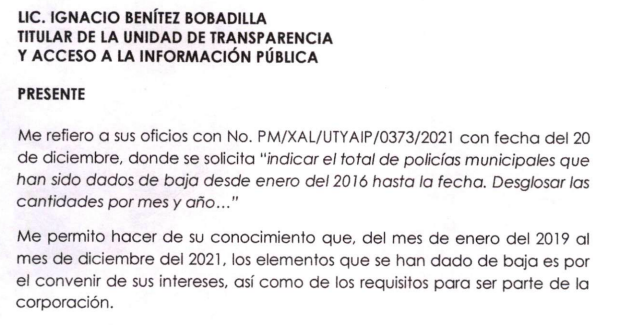 LIC. IGNACIO BENÍTEZ BOBADILLA
TITULAR DE LA UNIDAD DE TRANSPARENCIA
Y ACCESO A LA INFORMACIÓN PÚBLICA
PRESENTE
Me refiero a sus oficios con No. PM/XAL/UTYAIP/0373/2021 con fecha del 20
de diciembre, donde se solicita "indicar el total de policías municipales que
han sido dados de baja desde enero del 2016 hasta la fecha. Desglosar las
cantidades por mes y año..."
Me permito hacer de su conocimiento que, del mes de enero del 2019 al
mes de diciembre del 2021, los elementos que se han dado de baja es por
el convenir de sus intereses, así como de los requisitos para ser parte de la
corporación.